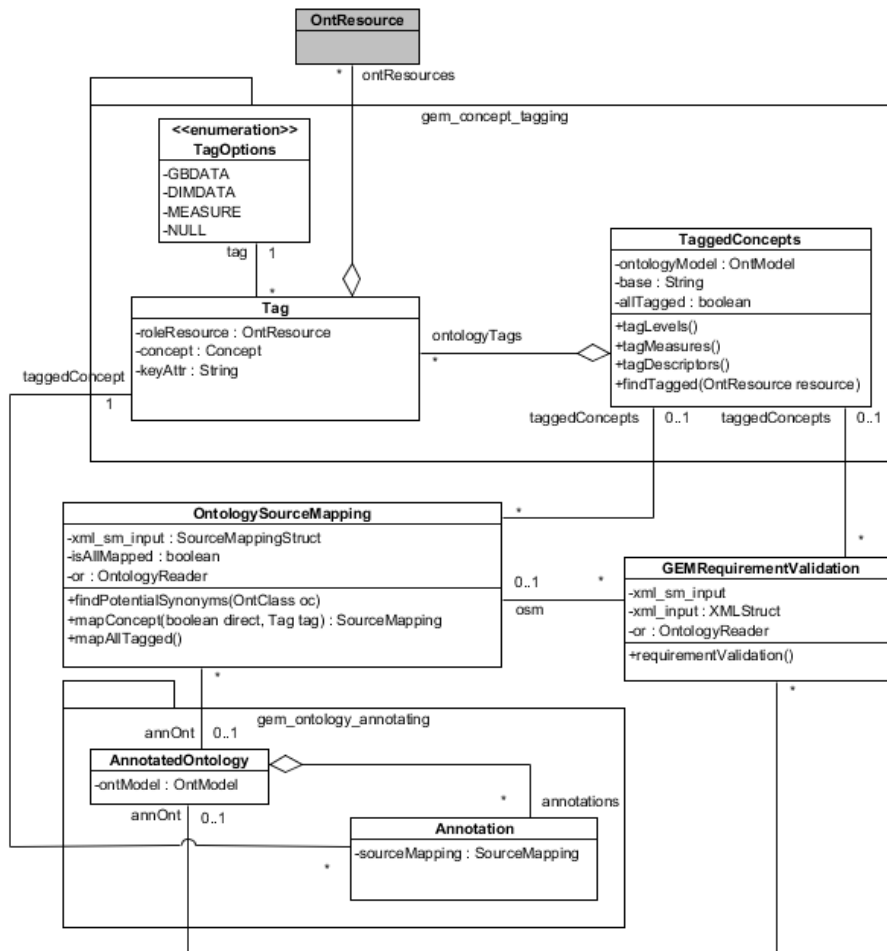 OntResource
* ontResources
gem_concept_tagging
<<enumeration>>
TagOptions
-GBDATA
-DIMDATA
-MEASURE
-NULL
tag 1
*
Tag
-roleResource : OntResource
-concept : Concept
-keyAttr : String
TaggedConcepts
-ontologyModel : OntModel
-base : String
-allTagged : boolean
+tagLevels()
+tagMeasures()
+tagDescriptors()
+findTagged(OntResource resource)
ontologyTags
*
taggedConcept
1
taggedConcepts 0..1 taggedConcepts 0..1
OntologySourceMapping
-xml_sm_input : SourceMappingStruct
-isAllMapped : boolean
-or : OntologyReader
+findPotentialSynonyms(OntClass oc)
+mapConcept(boolean direct, Tag tag) : SourceMapping
+mapAllTagged()
*
*
0..1 *
osm
GEMRequirementValidation
-xml_sm_input
-xml_input : XMLStruct
-or : OntologyReader
+requirementValidation()
*
*
gem_ontology_annotating
annOnt 0..1
AnnotatedOntology
-ontModel : OntModel
annOnt 0..1
* annotations
Annotation
-sourceMapping : SourceMapping
*